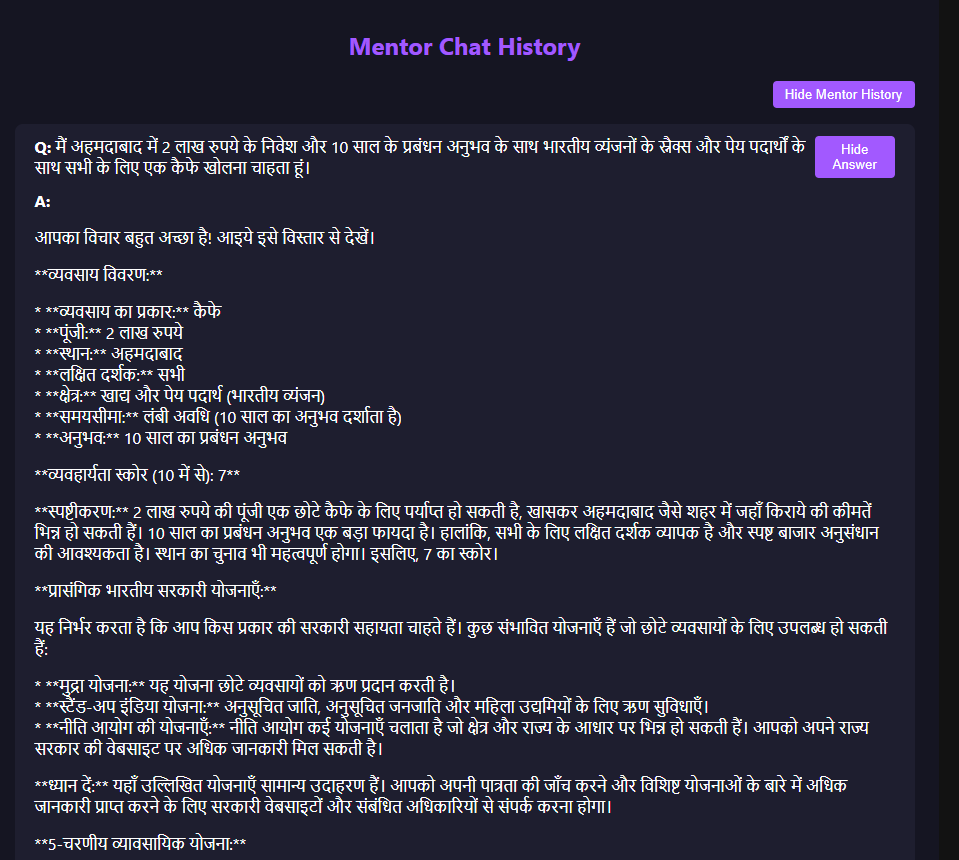 Mentor Chat History
Hide Mentor History
Q: मैं अहमदाबाद में 2 लाख रुपये के निवेश और 10 साल के प्रबंधन अनुभव के साथ भारतीय व्यंजनों के स्नैक्स और पेय पदार्थों के
साथ सभी के लिए एक कैफे खोलना चाहता हूं।
Hide
Answer
A:
आपका विचार बहुत अच्छा है! आइये इसे विस्तार से देखें।
**व्यवसाय विवरण:**
* **व्यवसाय का प्रकार:** कैफे
* **पूंजी:** 2 लाख रुपये
* **स्थान:** अहमदाबाद
* **लक्षित दर्शक:** सभी
* **क्षेत्र:** खाद्य और पेय पदार्थ (भारतीय व्यंजन)
* **समयसीमा:** लंबी अवधि (10 साल का अनुभव दर्शाता है)
* **अनुभव:** 10 साल का प्रबंधन अनुभव
**व्यवहार्यता स्कोर (10 में से): 7**
**स्पष्टीकरण:** 2 लाख रुपये की पूंजी एक छोटे कैफे के लिए पर्याप्त हो सकती है, खासकर अहमदाबाद जैसे शहर में जहाँ किराये की कीमतें
भिन्न हो सकती हैं। 10 साल का प्रबंधन अनुभव एक बड़ा फायदा है। हालांकि, सभी के लिए लक्षित दर्शक व्यापक है और स्पष्ट बाजार अनुसंधान
की आवश्यकता है। स्थान का चुनाव भी महत्वपूर्ण होगा। इसलिए, 7 का स्कोर।
**प्रासंगिक भारतीय सरकारी योजनाएँ:**
यह निर्भर करता है कि आप किस प्रकार की सरकारी सहायता चाहते हैं। कुछ संभावित योजनाएँ हैं जो छोटे व्यवसायों के लिए उपलब्ध हो सकती
हैं:
* **मुद्रा योजना:** यह योजना छोटे व्यवसायों को ऋण प्रदान करती है।
* **स्टैंड-अप इंडिया योजना:** अनुसूचित जाति, अनुसूचित जनजाति और महिला उद्यमियों के लिए ऋण सुविधाएँ।
* **नीति आयोग की योजनाएँ:** नीति आयोग कई योजनाएँ चलाता है जो क्षेत्र और राज्य के आधार पर भिन्न हो सकती हैं। आपको अपने राज्य
सरकार की वेबसाइट पर अधिक जानकारी मिल सकती है।
**ध्यान दें:** यहाँ उल्लिखित योजनाएँ सामान्य उदाहरण हैं। आपको अपनी पात्रता की जाँच करने और विशिष्ट योजनाओं के बारे में अधिक
जानकारी प्राप्त करने के लिए सरकारी वेबसाइटों और संबंधित अधिकारियों से संपर्क करना होगा।
**5-चरणीय व्यावसायिक योजना:**